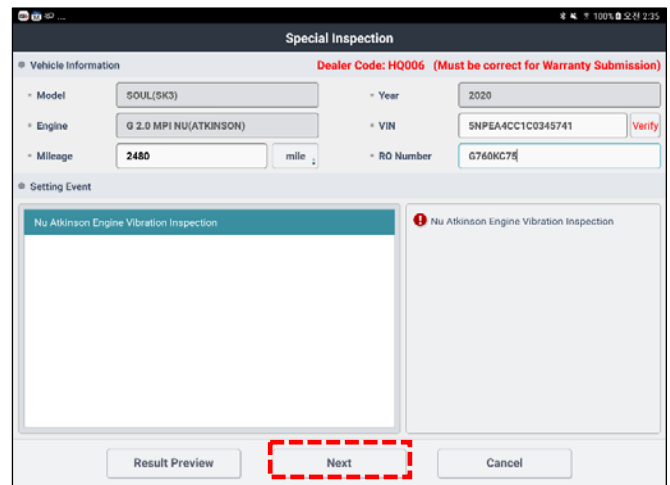 ... 100% 오전 2:35
Special Inspection
Vehicle Information Dealer Code: HQ006 (Must be correct for Warranty Submission)
Model SOUL(SK3) Year 2020
Engine G 2.0 MPI NU(ATKINSON) VIN 5NPEA4CC1C0345741 Verify
Mileage 2480 mile RO Number G760KC75
Setting Event
Nu Atkinson Engine Vibration Inspection Nu Atkinson Engine Vibration Inspection
Result Preview Next Cancel